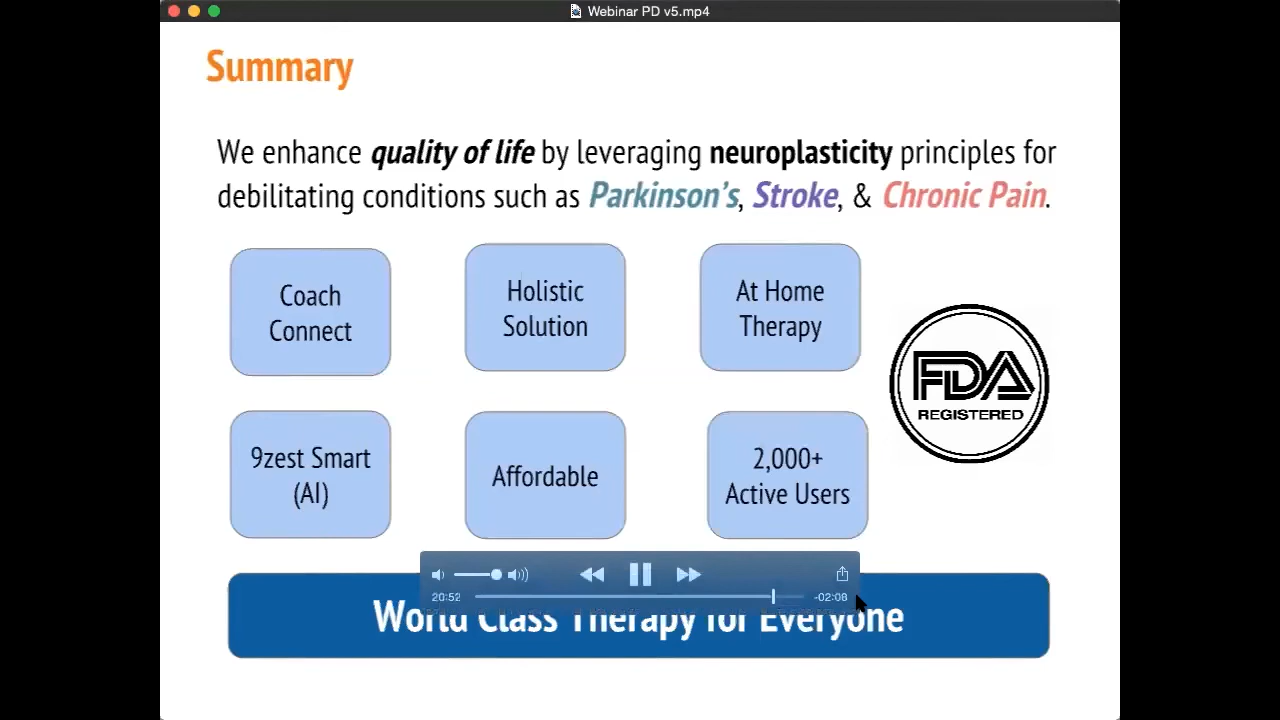 Webinar PD v5.mp4
Summary
We enhance quality of life by leveraging neuroplasticity principles for
debilitating conditions such as Parkinson's, Stroke, & Chronic Pain.
Coach
Connect
Holistic
Solution
At Home
Therapy
FDA
REGISTERED
9zest Smart
(AI)
Affordable
2,000+
Active Users
20:52
-02:08
World Class Therapy for Everyone